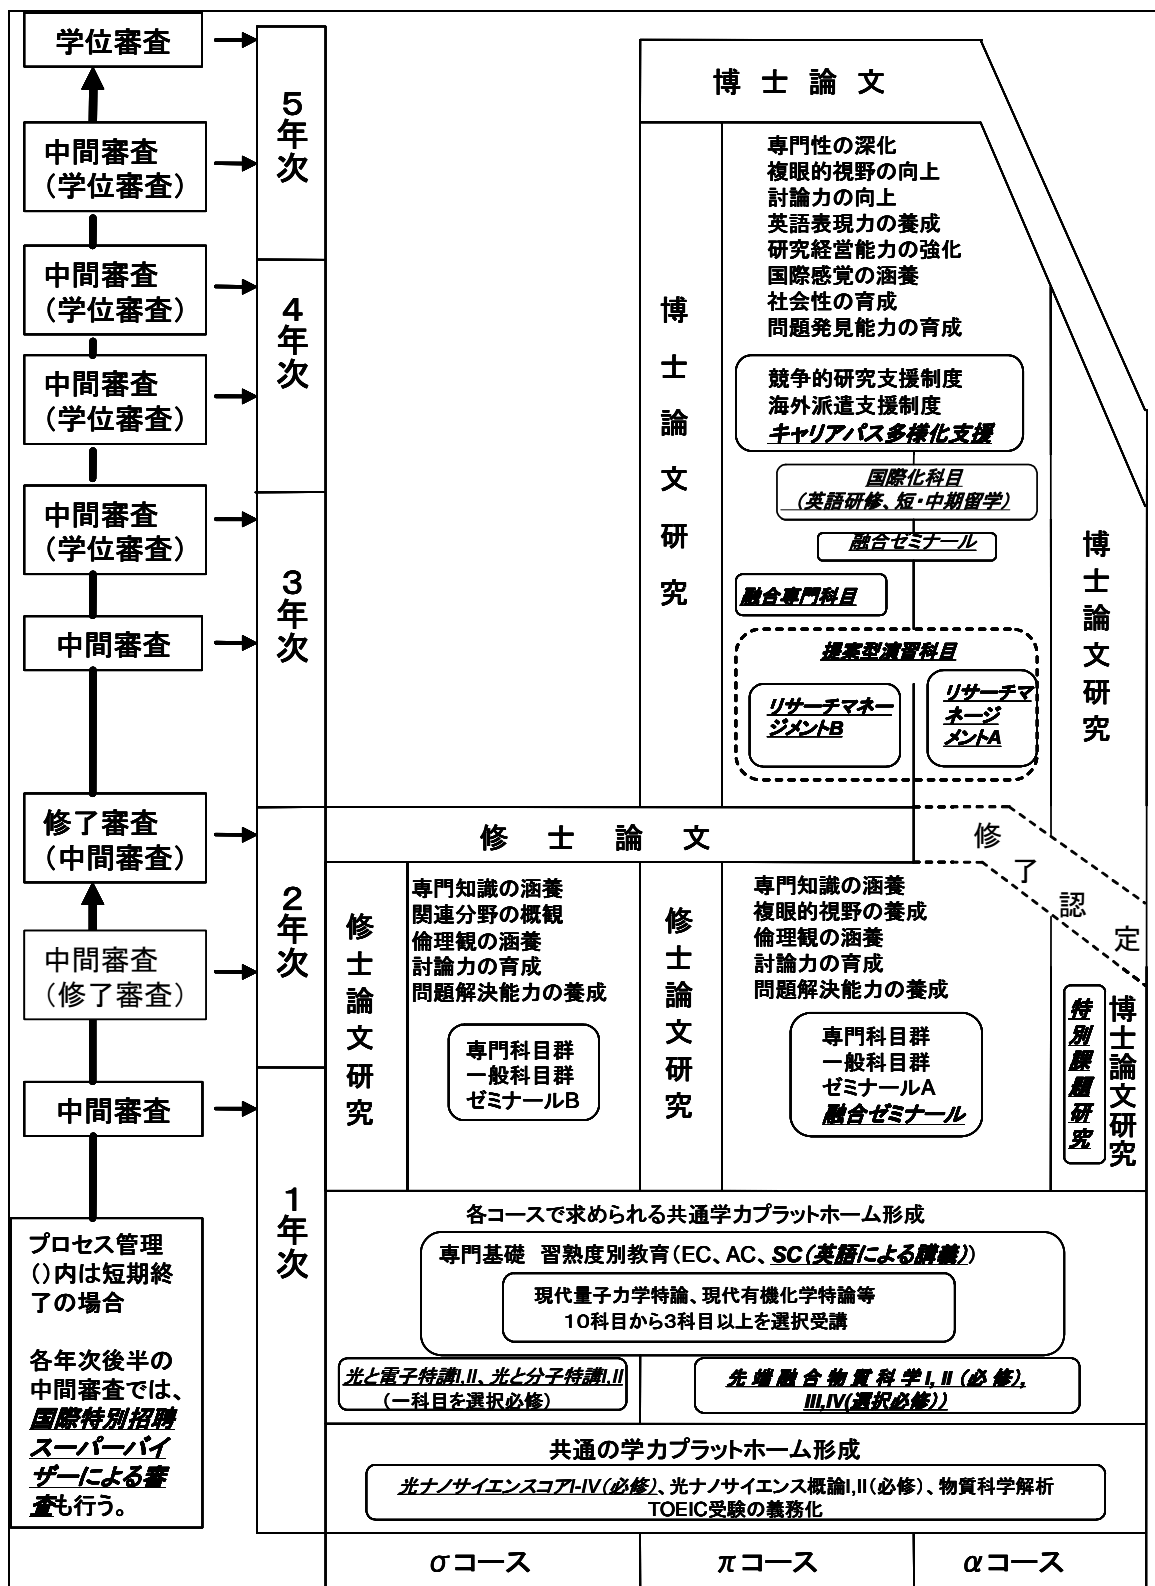 学位審査
中間審査
(学位審査)
中間審査
(学位審査)
中間審査
(学位審査)
中間審査
(学位審査)
中間審査
修了審査
(中間審査)
中間審査
(修了審査)
中間審査
プロセス管理
()内は短期終
了の場合
各年次後半の
中間審査では、
国際特別招聘
スーパーバイ
ザーによる審
査も行う。
5年次
4年次
3年次
2年次
1年次
博士論文
博士論文研究
専門性の深化
複眼的視野の向上
討論力の向上
英語表現力の養成
研究経営能力の強化
国際感覚の涵養
社会性の育成
問題発見能力の育成
競争的研究支援制度
海外派遣支援制度
キャリアパス多様化支援
国際化科目
(英語研修、短・中期留学)
融合ゼミナール
融合専門科目
提案型演習科目
リサーチマネー
ジメントB
リサーチマ
ネージ
メントA
博士論文研究
修士論文
修了認定
修士論文研究
専門知識の涵養
関連分野の概観
倫理観の涵養
討論力の育成
問題解決能力の養成
専門科目群
一般科目群
ゼミナールB
修士論文研究
専門知識の涵養
複眼的視野の養成
倫理観の涵養
討論力の育成
問題解決能力の養成
専門科目群
一般科目群
ゼミナールA
融合ゼミナール
特別課題研究
博士論文研究
各コースで求められる共通学力プラットホーム形成
専門基礎 習熟度別教育(EC、AC、SC(英語による講義))
現代量子力学特論、現代有機化学特論等
10科目から3科目以上を選択受講
光と電子特講I,II、光と分子特講I,II
(一科目を選択必修)
先端融合物質科学I,II(必修),
III,IV(選択必修))
共通の学力プラットホーム形成
光ナノサイエンスコアI-IV(必修)、光ナノサイエンス概論I,II(必修)、物質科学解析
TOEIC受験の義務化
σコース
πコース
αコース